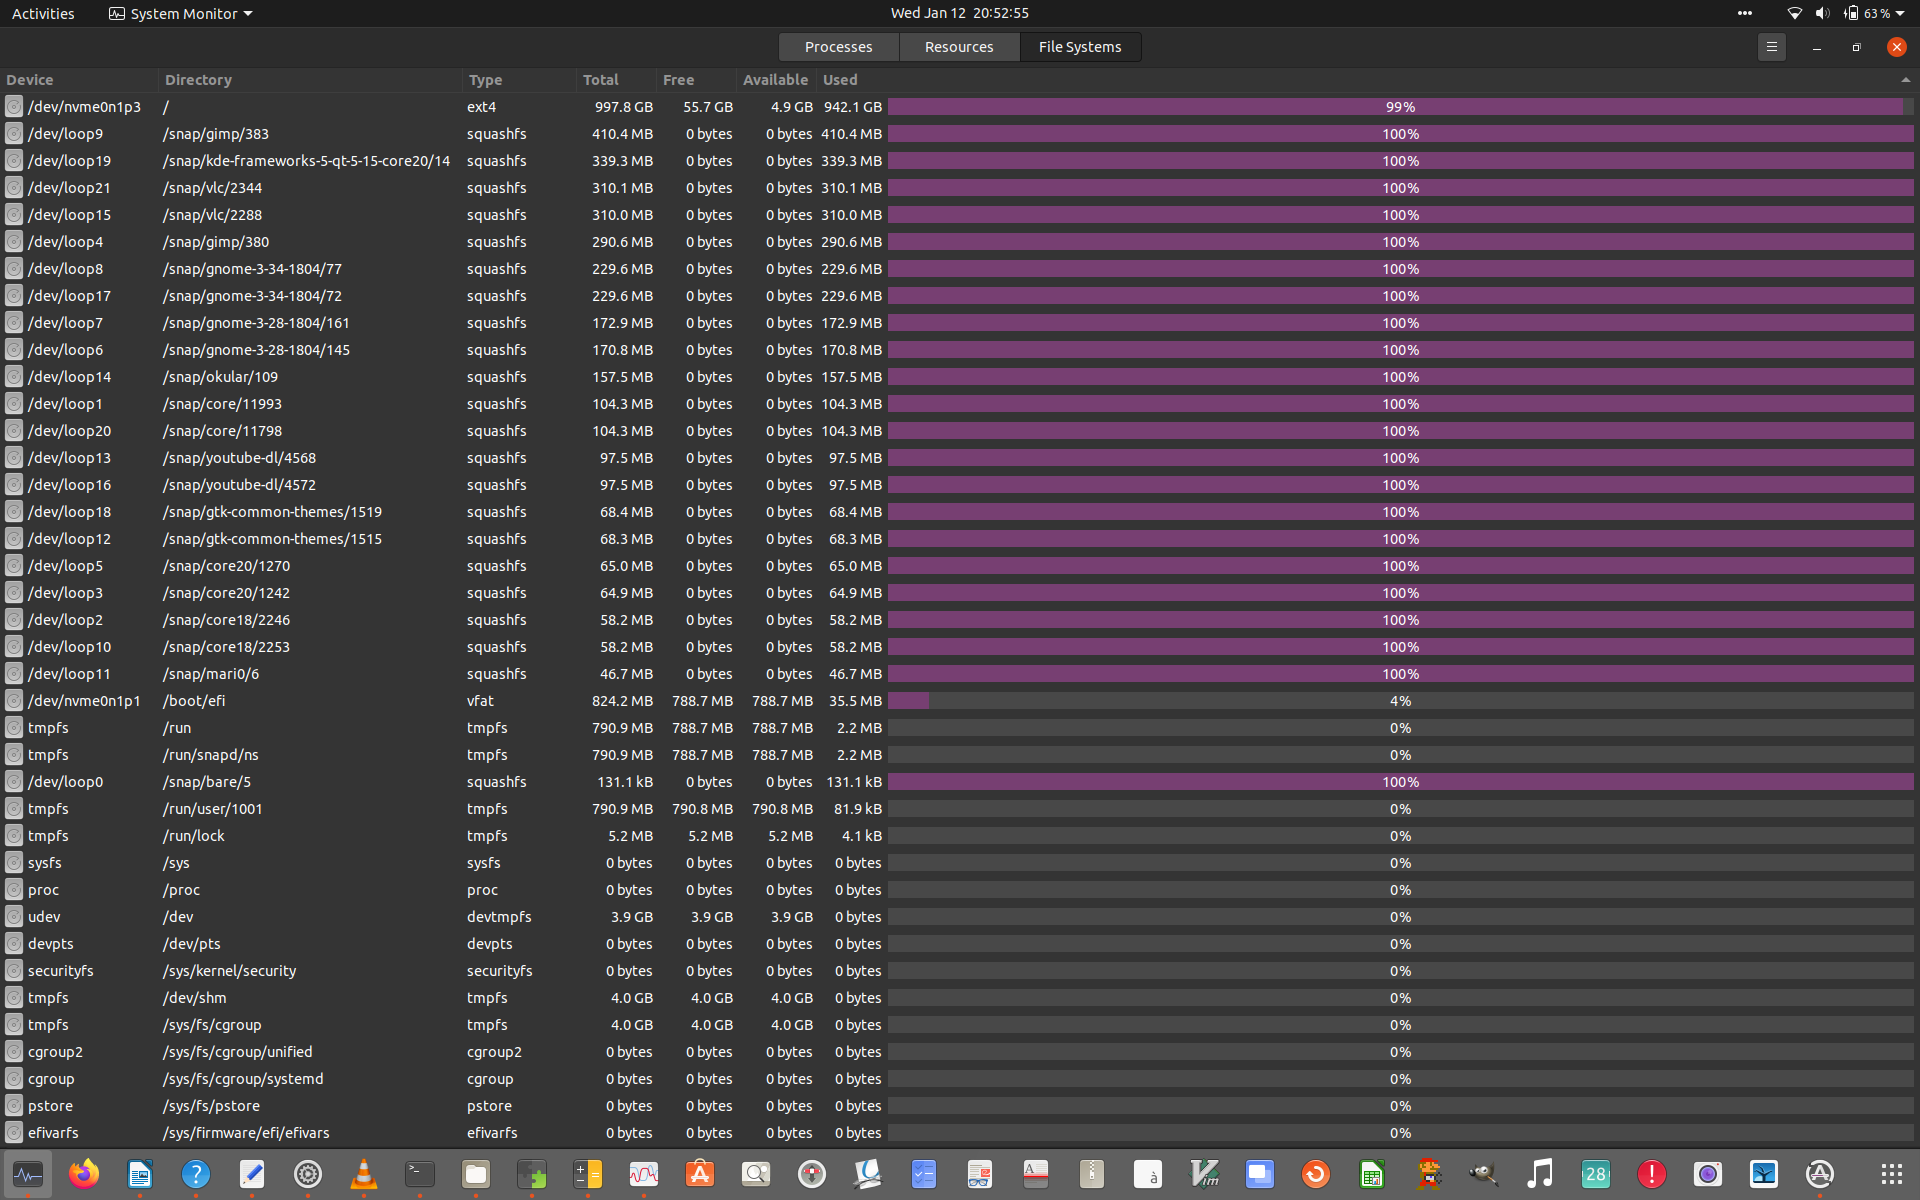 Activities System Monitor Wed Jan 12 20:52:55 63 %
Processes Resources File Systems
Device Directory Type Total Free Available Used
/dev/nvme0n1p3 / ext4 997.8 GB 55.7 GB 4.9 GB 942.1 GB 99%
/dev/loop9 /snap/gimp/383 squashfs 410.4 MB 0 bytes 0 bytes 410.4 MB 100%
/dev/loop19 /snap/kde-frameworks-5-qt-5-15-core20/14 squashfs 339.3 MB 0 bytes 0 bytes 339.3 MB 100%
/dev/loop21 /snap/vlc/2344 squashfs 310.1 MB 0 bytes 0 bytes 310.1 MB 100%
/dev/loop15 /snap/vlc/2288 squashfs 310.0 MB 0 bytes 0 bytes 310.0 MB 100%
/dev/loop4 /snap/gimp/380 squashfs 290.6 MB 0 bytes 0 bytes 290.6 MB 100%
/dev/loop8 /snap/gnome-3-34-1804/77 squashfs 229.6 MB 0 bytes 0 bytes 229.6 MB 100%
/dev/loop17 /snap/gnome-3-34-1804/72 squashfs 229.6 MB 0 bytes 0 bytes 229.6 MB 100%
/dev/loop7 /snap/gnome-3-28-1804/161 squashfs 172.9 MB 0 bytes 0 bytes 172.9 MB 100%
/dev/loop6 /snap/gnome-3-28-1804/145 squashfs 170.8 MB 0 bytes 0 bytes 170.8 MB 100%
/dev/loop14 /snap/okular/109 squashfs 157.5 MB 0 bytes 0 bytes 157.5 MB 100%
/dev/loop1 /snap/core/11993 squashfs 104.3 MB 0 bytes 0 bytes 104.3 MB 100%
/dev/loop20 /snap/core/11798 squashfs 104.3 MB 0 bytes 0 bytes 104.3 MB 100%
/dev/loop13 /snap/youtube-dl/4568 squashfs 97.5 MB 0 bytes 0 bytes 97.5 MB 100%
/dev/loop16 /snap/youtube-dl/4572 squashfs 97.5 MB 0 bytes 0 bytes 97.5 MB 100%
/dev/loop18 /snap/gtk-common-themes/1519 squashfs 68.4 MB 0 bytes 0 bytes 68.4 MB 100%
/dev/loop12 /snap/gtk-common-themes/1515 squashfs 68.3 MB 0 bytes 0 bytes 68.3 MB 100%
/dev/loop5 /snap/core20/1270 squashfs 65.0 MB 0 bytes 0 bytes 65.0 MB 100%
/dev/loop3 /snap/core20/1242 squashfs 64.9 MB 0 bytes 0 bytes 64.9 MB 100%
/dev/loop2 /snap/core18/2246 squashfs 58.2 MB 0 bytes 0 bytes 58.2 MB 100%
/dev/loop10 /snap/core18/2253 squashfs 58.2 MB 0 bytes 0 bytes 58.2 MB 100%
/dev/loop11 /snap/mari0/6 squashfs 46.7 MB 0 bytes 0 bytes 46.7 MB 100%
/dev/nvme0n1p1 /boot/efi vfat 824.2 MB 788.7 MB 788.7 MB 35.5 MB 4%
tmpfs /run tmpfs 790.9 MB 788.7 MB 788.7 MB 2.2 MB 0%
tmpfs /run/snapd/ns tmpfs 790.9 MB 788.7 MB 788.7 MB 2.2 MB 0%
/dev/loop0 /snap/bare/5 squashfs 131.1 kB 0 bytes 0 bytes 131.1 kB 100%
tmpfs /run/user/1001 tmpfs 790.9 MB 790.8 MB 790.8 MB 81.9 kB 0%
tmpfs /run/lock tmpfs 5.2 MB 5.2 MB 5.2 MB 4.1 kB 0%
sysfs /sys sysfs 0 bytes 0 bytes 0 bytes 0 bytes 0%
proc /proc proc 0 bytes 0 bytes 0 bytes 0 bytes 0%
udev /dev devtmpfs 3.9 GB 3.9 GB 3.9 GB 0 bytes 0%
devpts /dev/pts devpts 0 bytes 0 bytes 0 bytes 0 bytes 0%
securityfs /sys/kernel/security securityfs 0 bytes 0 bytes 0 bytes 0 bytes 0%
tmpfs /dev/shm tmpfs 4.0 GB 4.0 GB 4.0 GB 0 bytes 0%
tmpfs /sys/fs/cgroup tmpfs 4.0 GB 4.0 GB 4.0 GB 0 bytes 0%
cgroup2 /sys/fs/cgroup/unified cgroup2 0 bytes 0 bytes 0 bytes 0 bytes 0%
cgroup /sys/fs/cgroup/systemd cgroup 0 bytes 0 bytes 0 bytes 0 bytes 0%
pstore /sys/fs/pstore pstore 0 bytes 0 bytes 0 bytes 0 bytes 0%
efivarfs /sys/firmware/efi/efivars efivarfs 0 bytes 0 bytes 0 bytes 0 bytes 0%
28